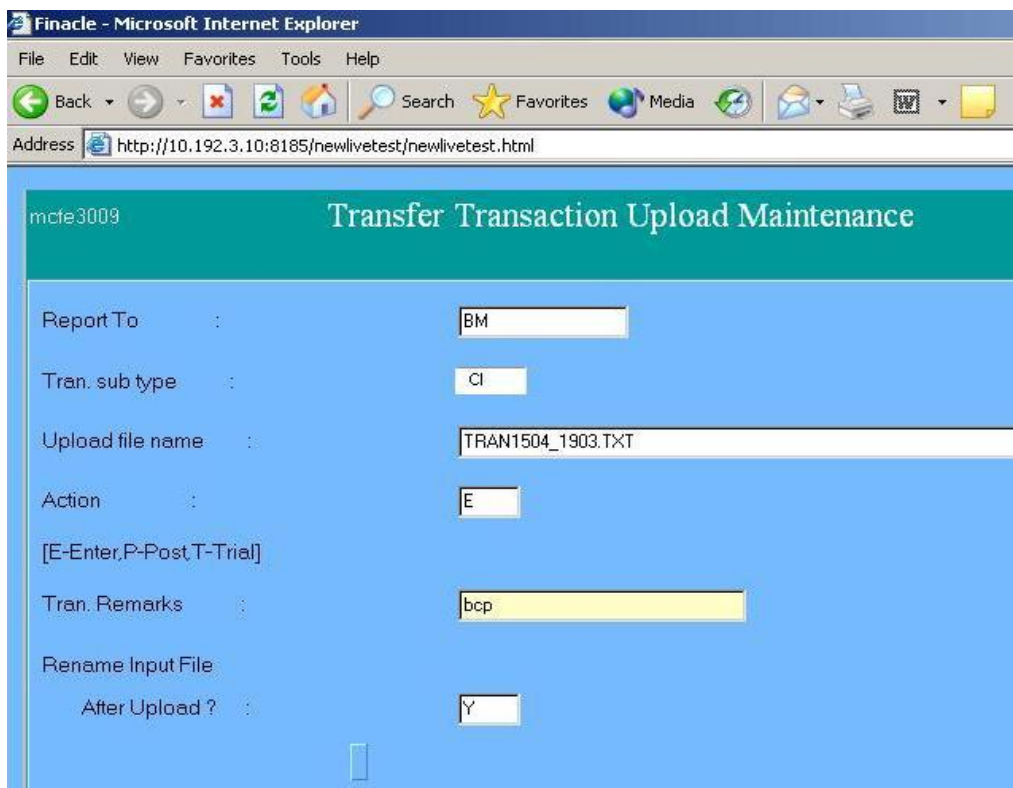 Finacle - Microsoft Internet Explorer
File Edit View Favorites Tools Help
Back Search Favorites Media
Address http://10.192.3.10:8185/newlivetest/newlivetest.html
mcfe3009 Transfer Transaction Upload Maintenance
Report To : BM
Tran. sub type : CI
Upload file name : TRAN1504_1903.TXT
Action : E
[E-Enter,P-Post,T-Trial]
Tran. Remarks : bcp
Rename Input File
After Upload ? : Y